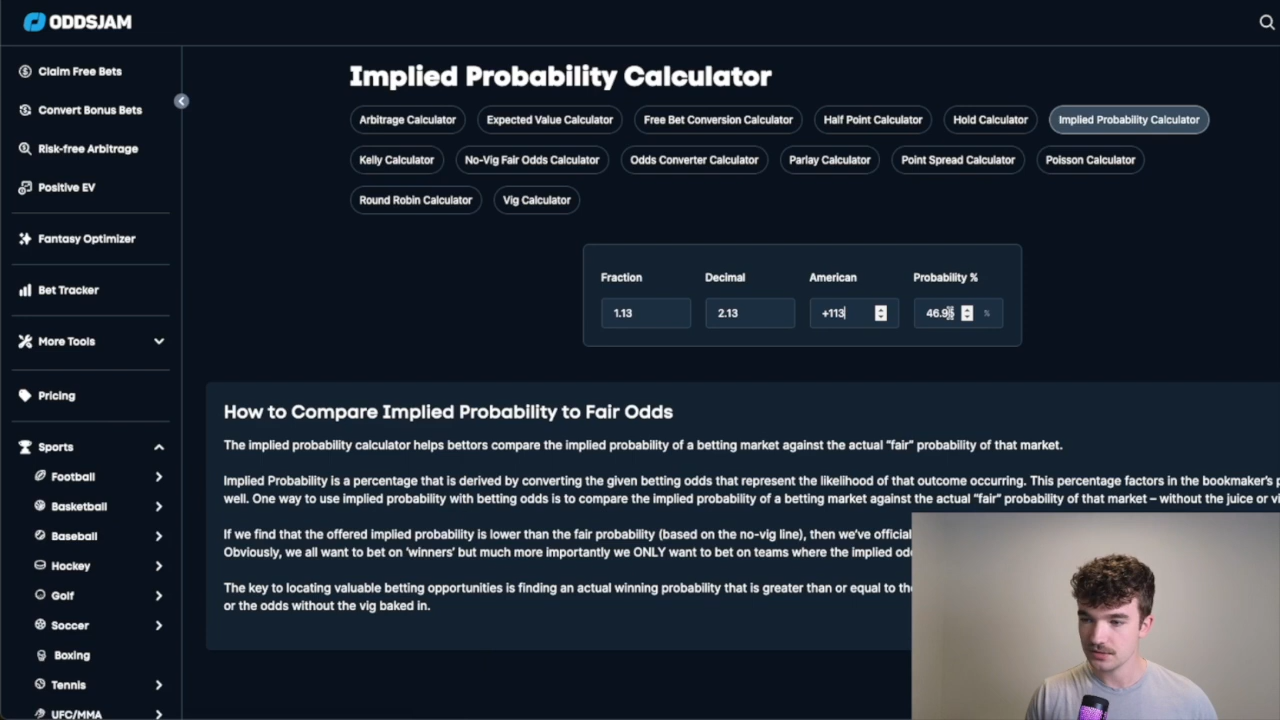 ODDSJAM
Claim Free Bets
Convert Bonus Bets
Risk-free Arbitrage
Positive EV
Fantasy Optimizer
Bet Tracker
More Tools
Pricing
Sports
Football
Basketball
Baseball
Hockey
Golf
Soccer
Boxing
Tennis
UFC/MMA
Implied Probability Calculator
Arbitrage Calculator Expected Value Calculator Free Bet Conversion Calculator Half Point Calculator Hold Calculator Implied Probability Calculator
Kelly Calculator No-Vig Fair Odds Calculator Odds Converter Calculator Parlay Calculator Point Spread Calculator Poisson Calculator
Round Robin Calculator Vig Calculator
Fraction Decimal American Probability %
1.13 2.13 +113 46.95 %
How to Compare Implied Probability to Fair Odds
The implied probability calculator helps bettors compare the implied probability of a betting market against the actual "fair" probability of that market.
Implied Probability is a percentage that is derived by converting the given betting odds that represent the likelihood of that outcome occurring. This percentage factors in the bookmaker's
well. One way to use implied probability with betting odds is to compare the implied probability of a betting market against the actual "fair" probability of that market – without the juice or
If we find that the offered implied probability is lower than the fair probability (based on the no-vig line), then we've
Obviously, we all want to bet on 'winners' but much more importantly we ONLY want to bet on teams where the implied
The key to locating valuable betting opportunities is finding an actual winning probability that is greater than or equal to
or the odds without the vig baked in.